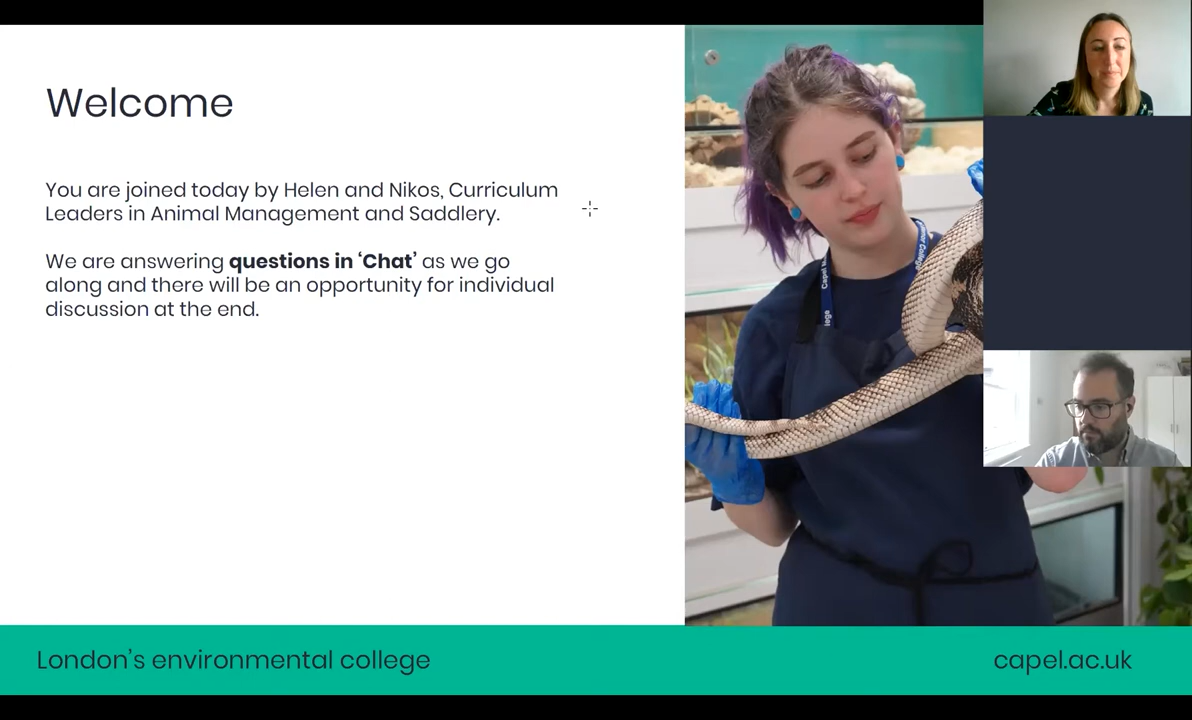 Welcome
You are joined today by Helen and Nikos, Curriculum
Leaders in Animal Management and Saddlery.
We are answering questions in ‘Chat’ as we go
along and there will be an opportunity for individual
discussion at the end.
London’s environmental college
capel.ac.uk